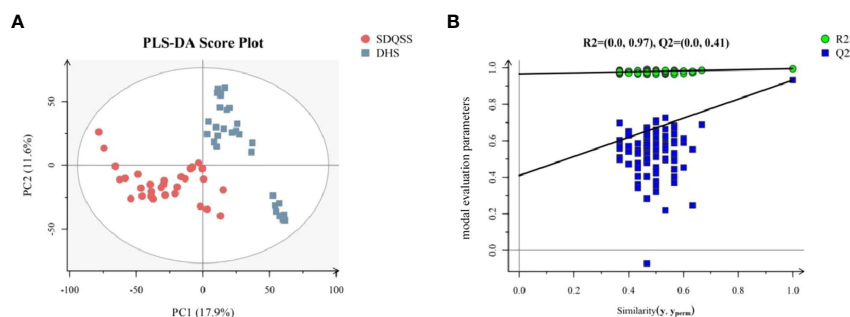 A
PLS-DA Score Plot
SDQSS
DHS
PC2 (11.6%)
50
0
-50
-100
-50
0
50
100
PC1 (17.9%)
B
R2=(0.0, 0.97), Q2=(0.0, 0.41)
R2
Q2
modal evaluation parameters
1.0
0.8
0.6
0.4
0.2
0.0
0.0
0.2
0.4
0.6
0.8
1.0
Similarity(y, yperm)